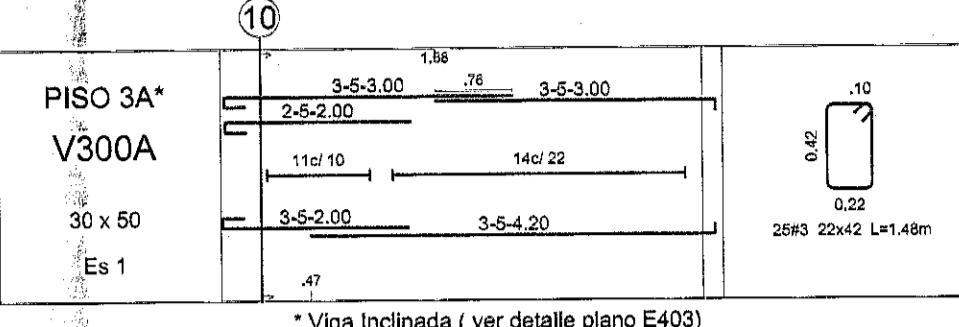 10
1.88
PISO 3A*
V300A
30 x 50
Es 1
3-5-3.00
.76
3-5-3.00
2-5-2.00
11c/ 10
14c/ 22
3-5-2.00
3-5-4.20
.47
.10
0,42
0,22
25#3 22x42 L=1.48m
* Viga Inclinada ( ver detalle plano E403)